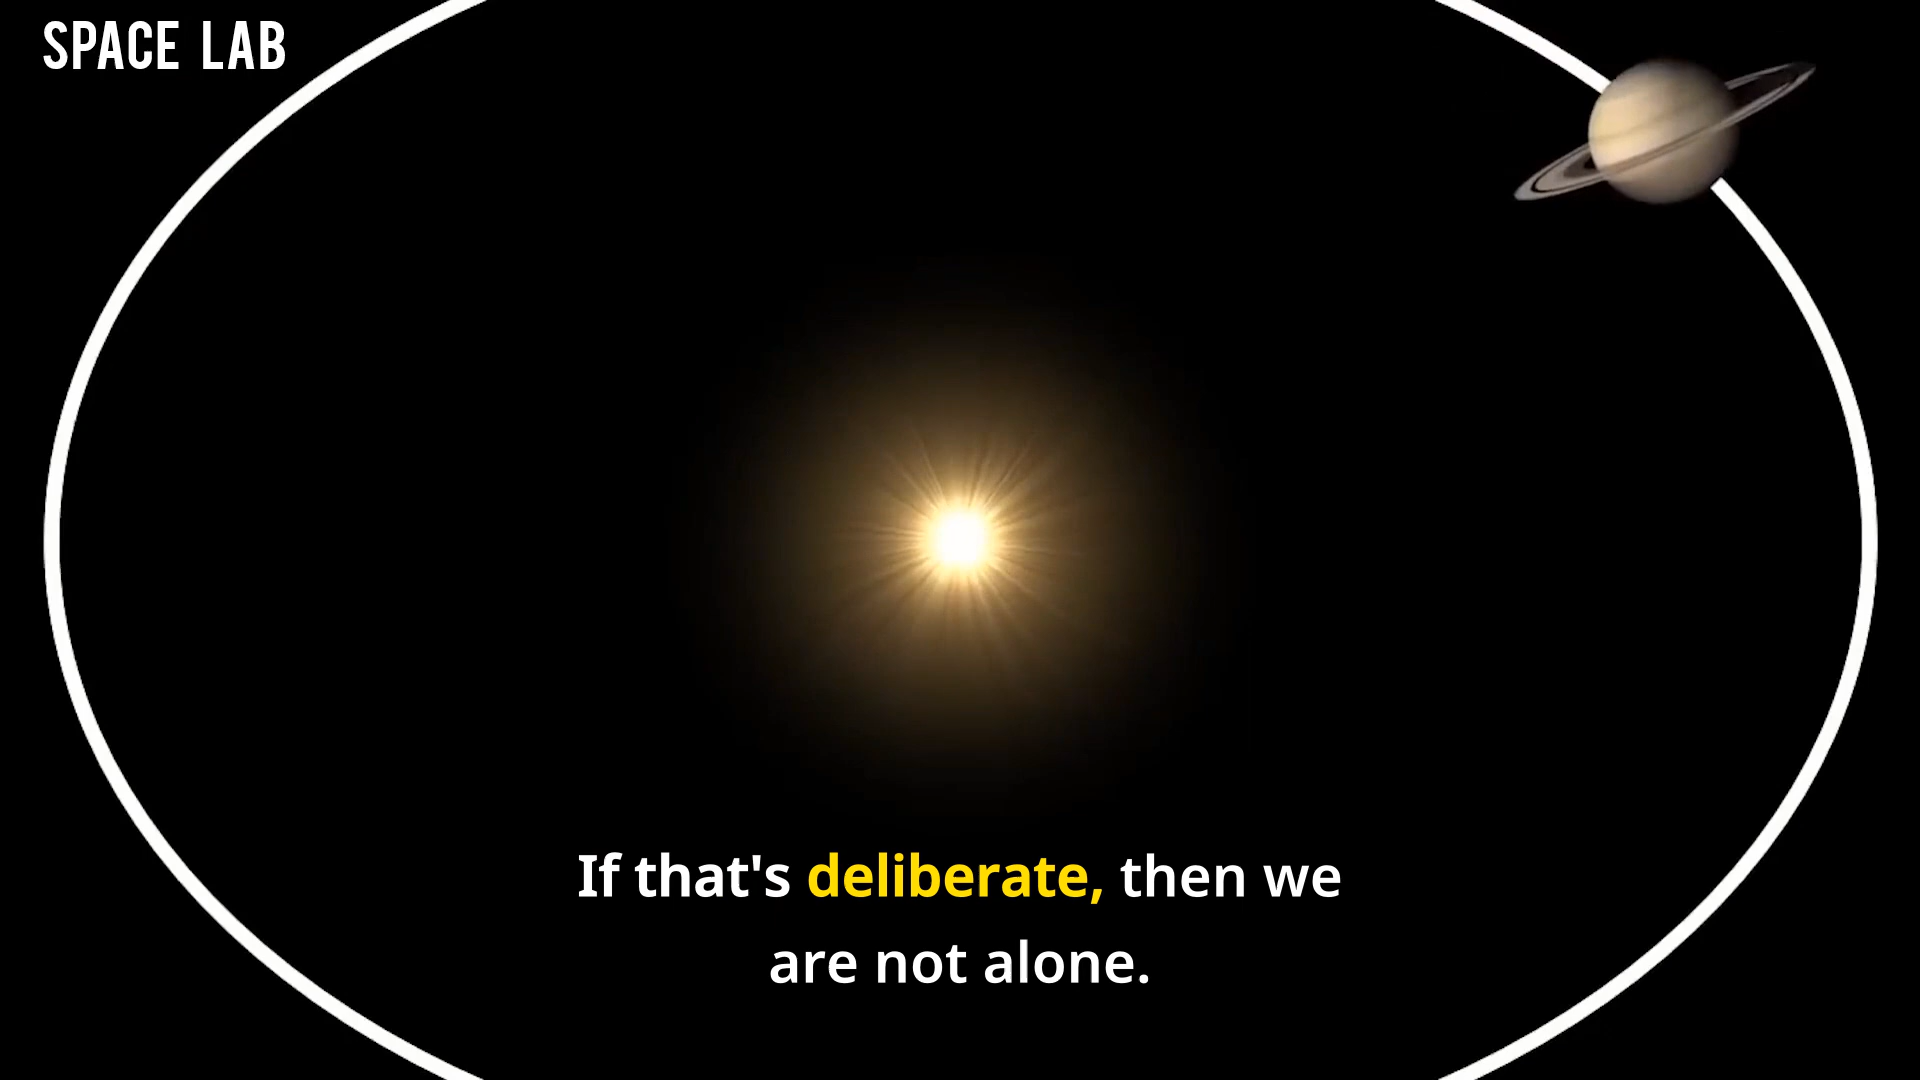 SPACE LAB
If that's deliberate, then we
are not alone.